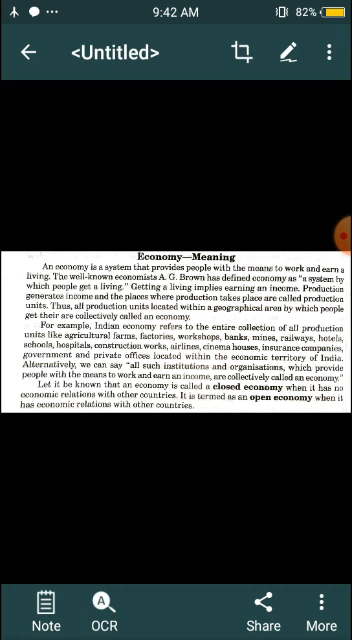 9:42 AM 82%
<Untitled>
Economy—Meaning
An economy is a system that provides people with the means to work and earn a
living. The well-known economists A. G. Brown has defined economy as "a system by
which people get a living." Getting a living implies earning an income. Production
generates income and the places where production takes place are called production
units. Thus, all production units located within a geographical area by which people
get their are collectively called an economy.
For example, Indian economy refers to the entire collection of all production
units like agricultural farms, factories, workshops, banks, mines, railways, hotels,
schools, hospitals, construction works, airlines, cinema houses, insurance companies,
government and private offices located within the economic territory of India.
Alternatively, we can say "all such institutions and organisations, which provide
people with the means to work and earn an income, are collectively called an economy."
Let it be known that an economy is called a closed economy when it has no
economic relations with other countries. It is termed as an open economy when it
has economic relations with other countries.
A
Note OCR Share More